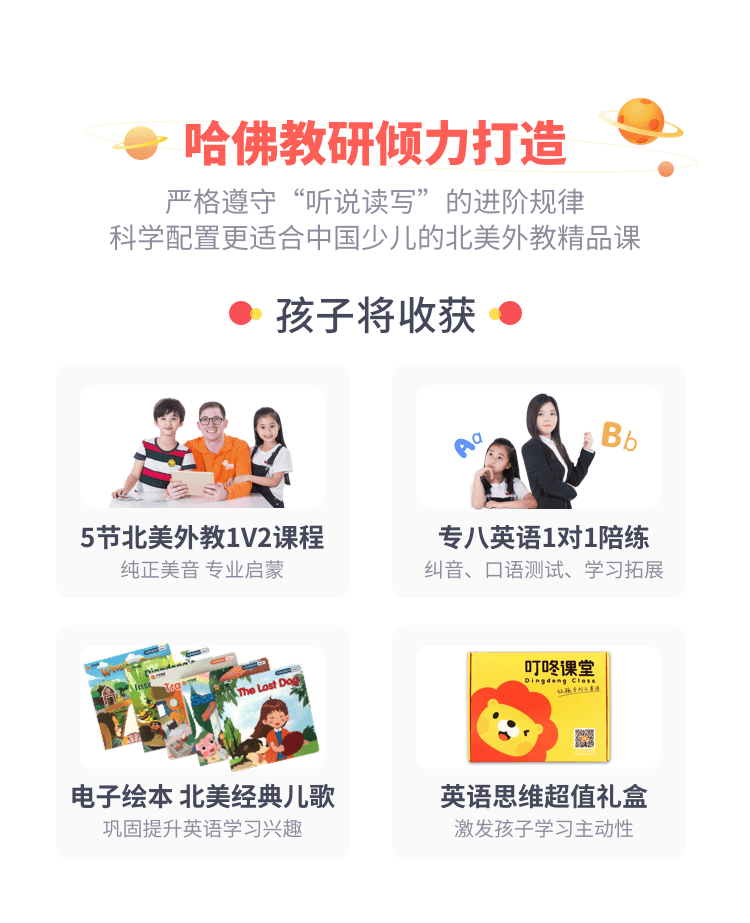 哈佛教研倾力打造
严格遵守“听说读写”的进阶规律
科学配置更适合中国少儿的北美外教精品课
孩子将收获
Aa
Bb
5节北美外教1V2课程
纯正美音 专业启蒙
专八英语1对1陪练
纠音、口语测试、学习拓展
The Lost Dog
叮咚课堂
Dingdong Class
电子绘本 北美经典儿歌
巩固提升英语学习兴趣
英语思维超值礼盒
激发孩子学习主动性